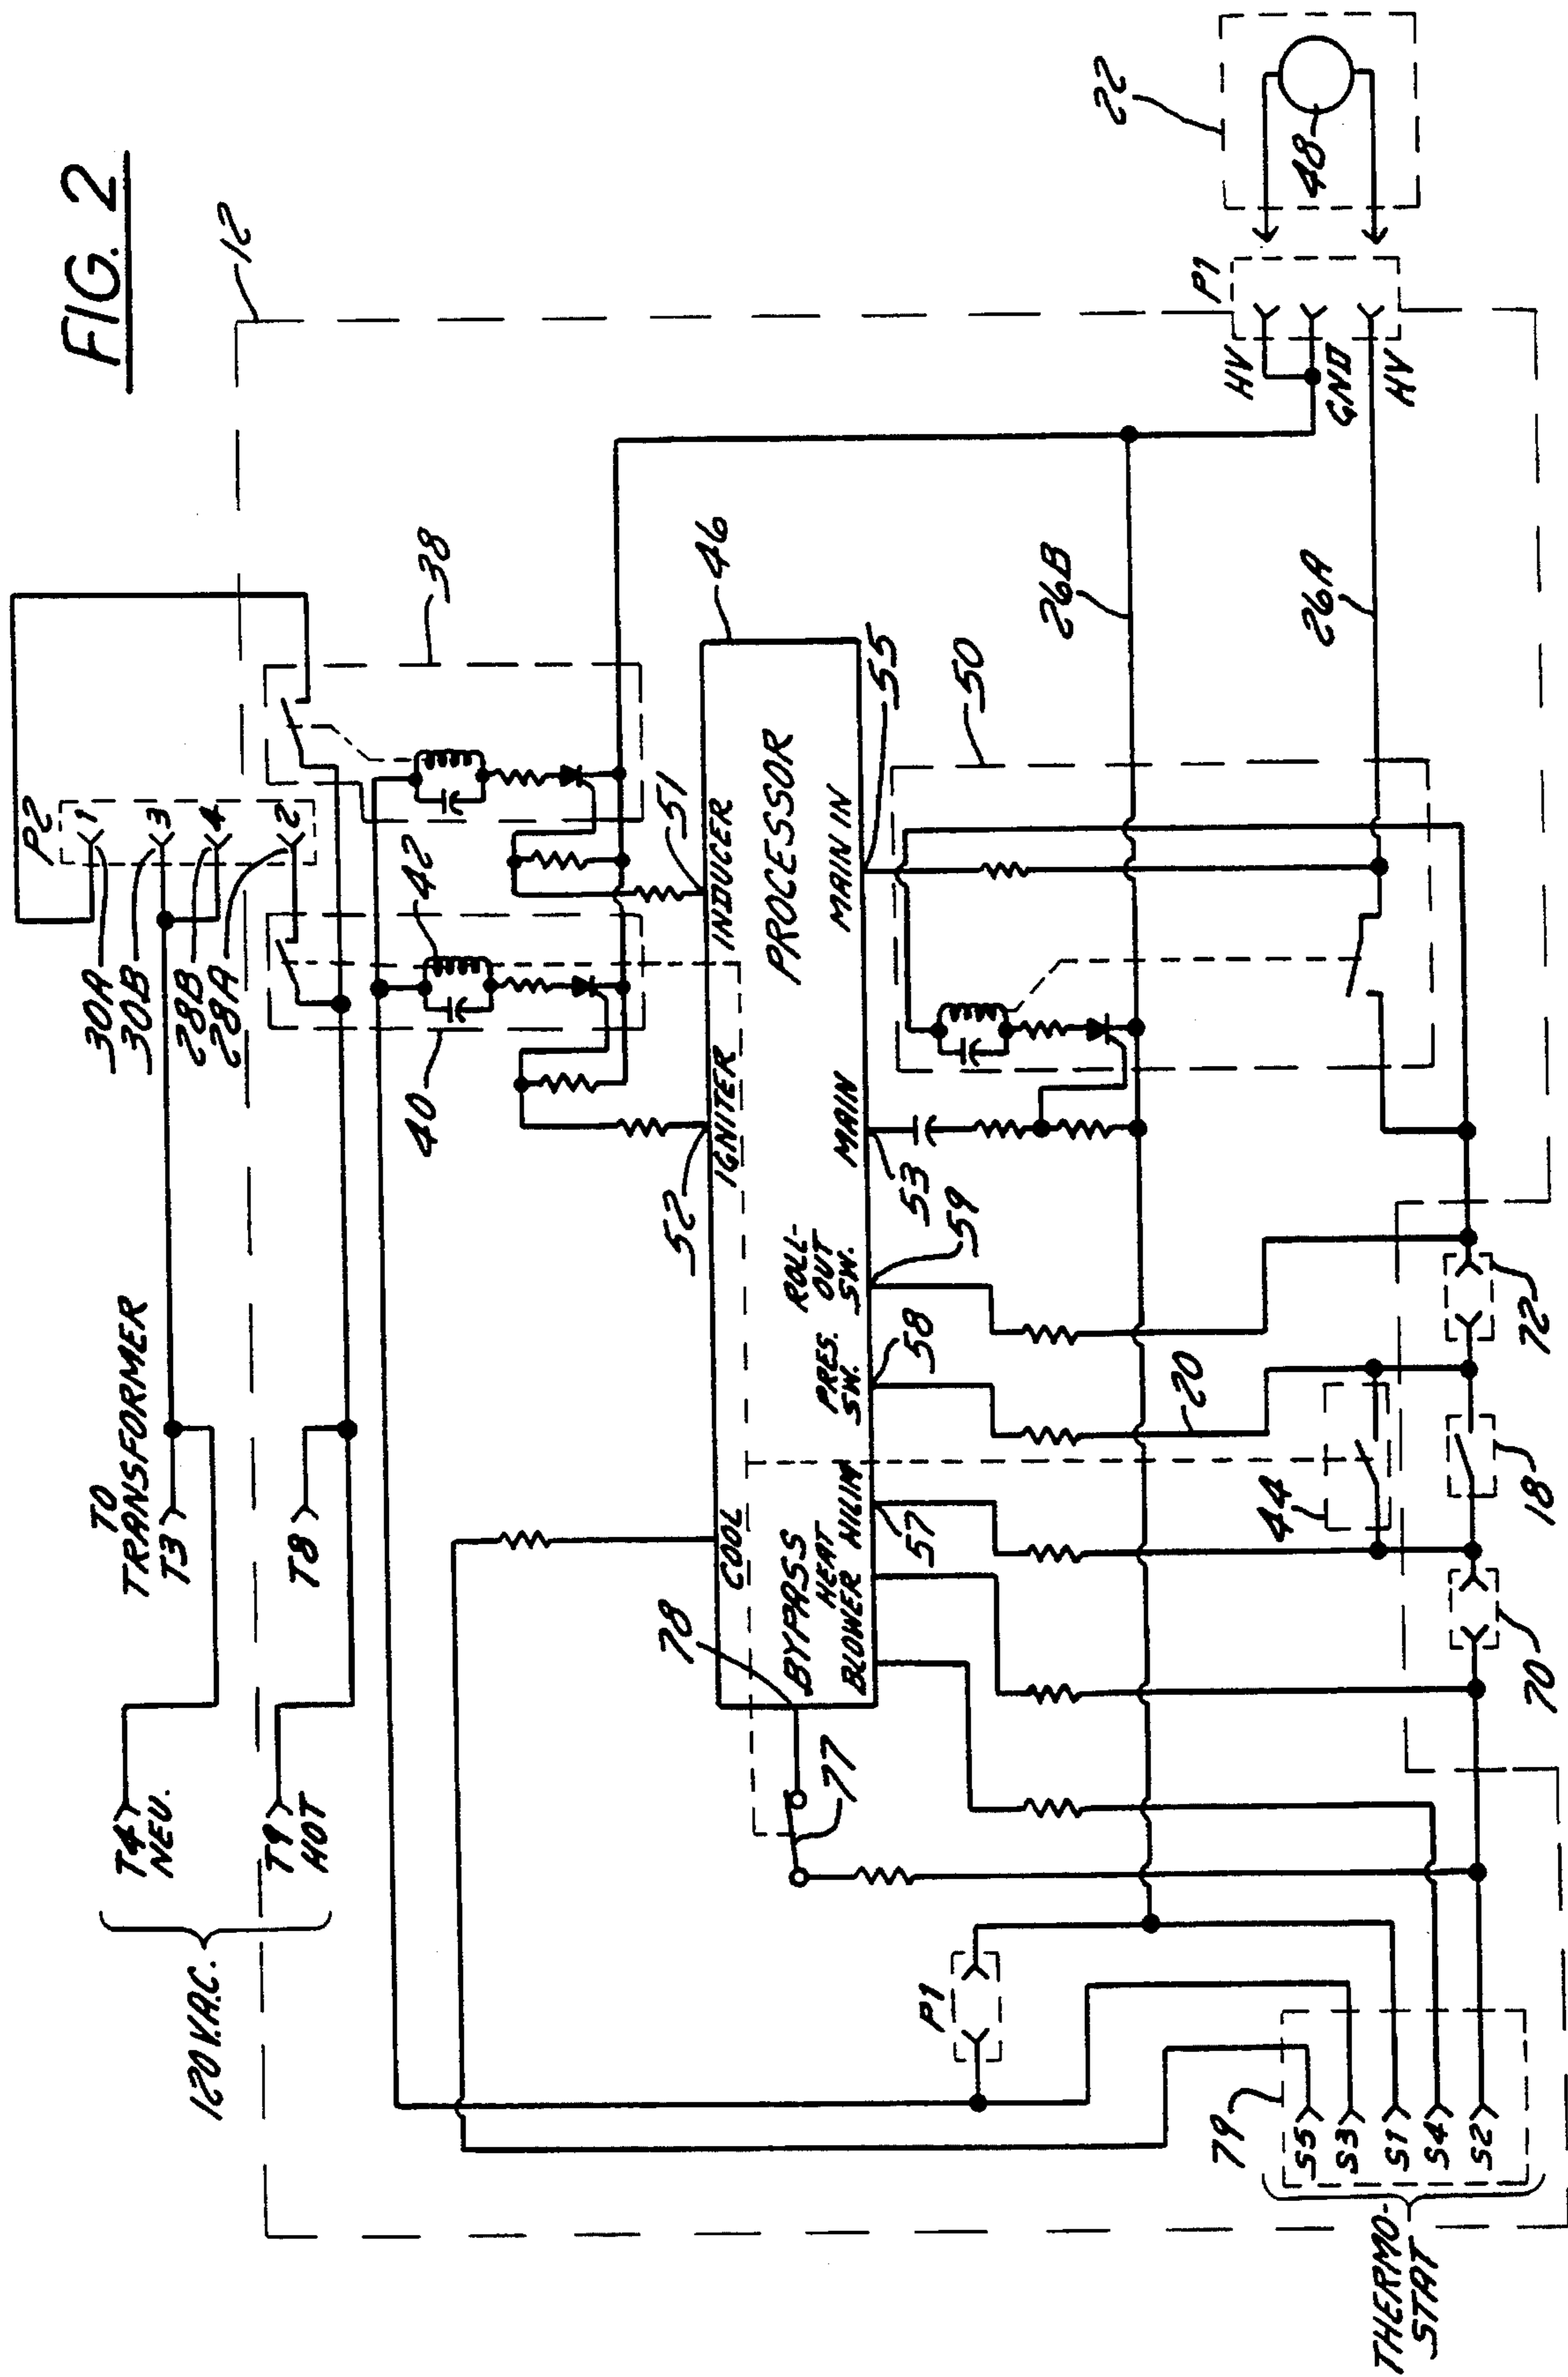 FIG. 2
120 V.A.C.
T4
NEU.
T9
HOT
TO
TRANSFORMER
T3
T8
P2
1
3
4
2
30A
30B
28B
28A
12
38
40
42
52
51
46
COOL
IGNITER
INDUCER
PROCESSOR
78
BYPASS
HEAT
BLOWER
HILIM
PRES.
SW.
ROLL-
OUT
SW.
MAIN
MAIN IN
77
57
58
59
53
55
50
26B
26A
P1
HV
GND
HV
22
48
P1
20
44
70
18
72
79
S5
S3
S1
S4
S2
THERMO-
STAT